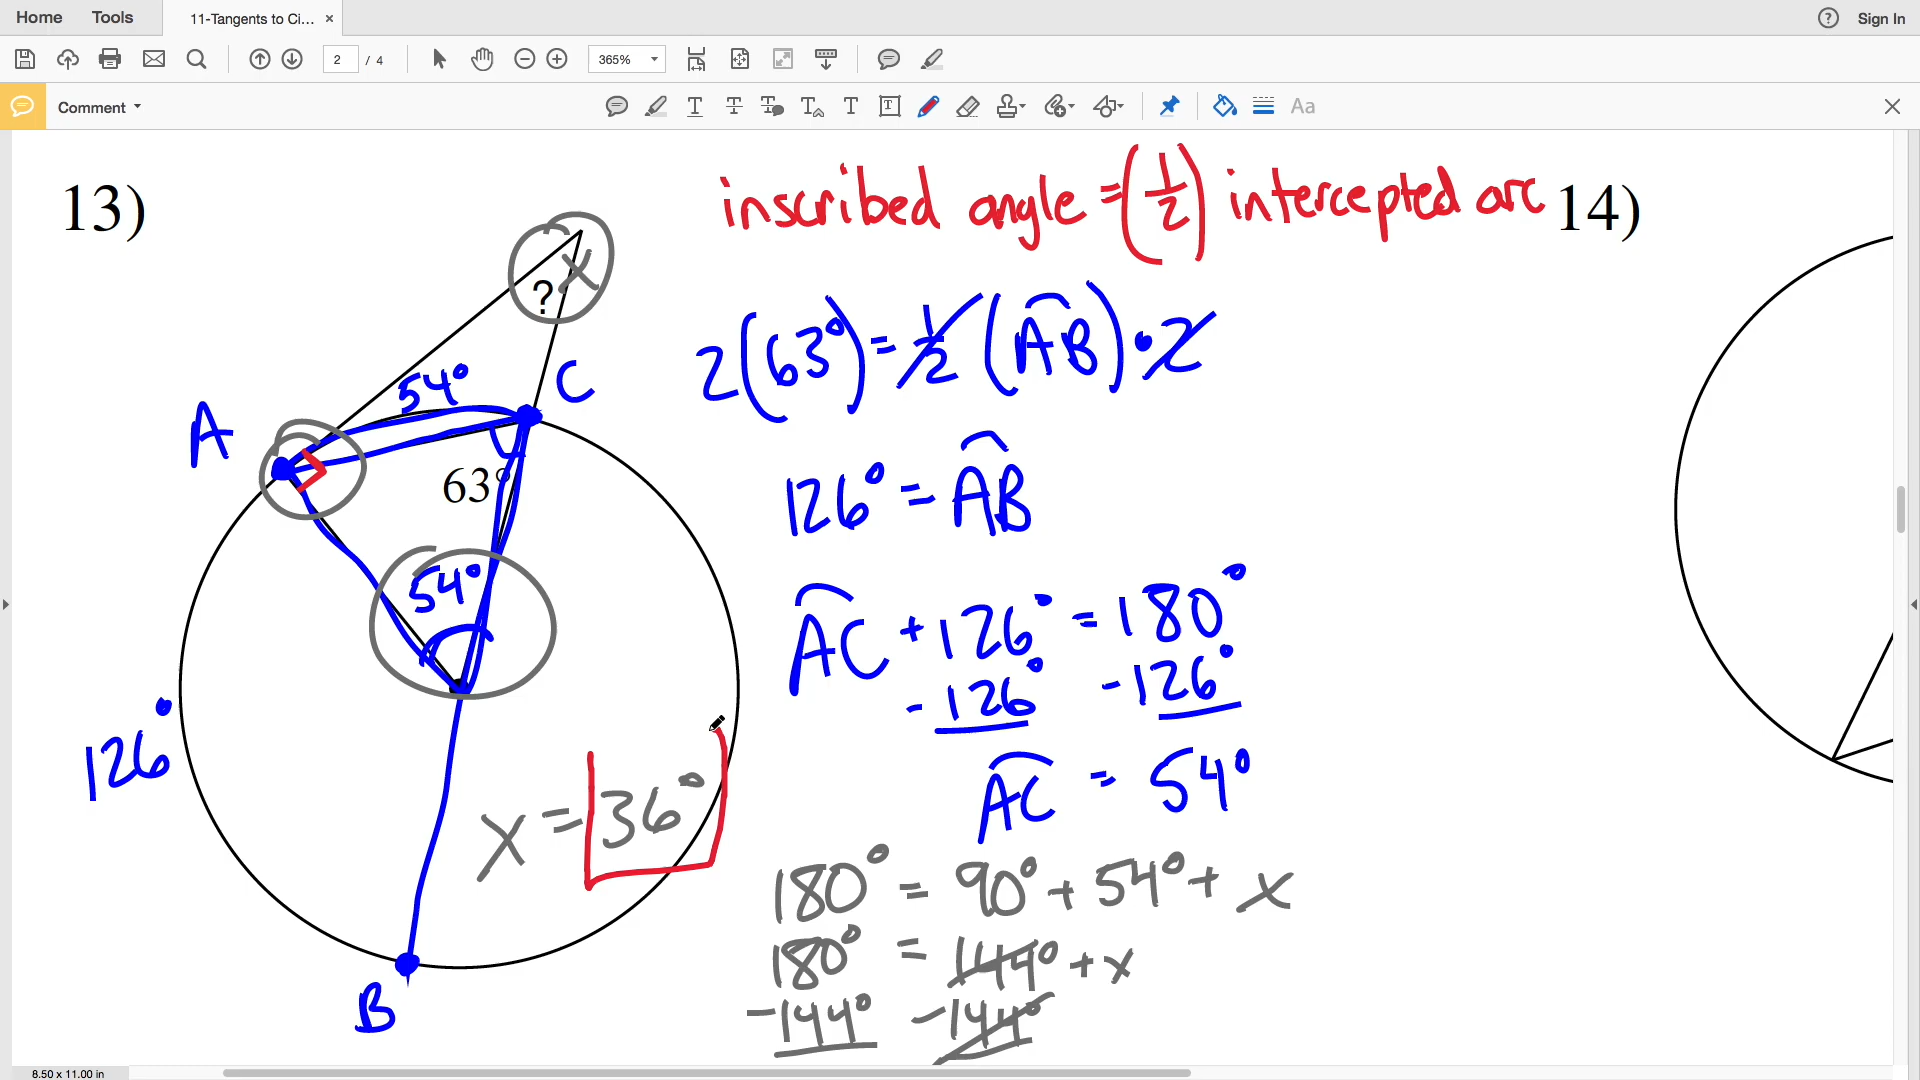 Home Tools 11-Tangents to Ci... × ? Sign In
2 / 4 365%
Comment T T T T T T Aa
13) inscribed angle = (1/2) intercepted arc 14)
x
?
2(63°) = 1/2 (AB) • 2
54° C
A
63°
126° = AB
54°
AC + 126° = 180°
- 126° - 126°
126°
AC = 54°
x = 36°
180° = 90° + 54° + x
180° = 144° + x
-144° -144°
B
8.50 x 11.00 in